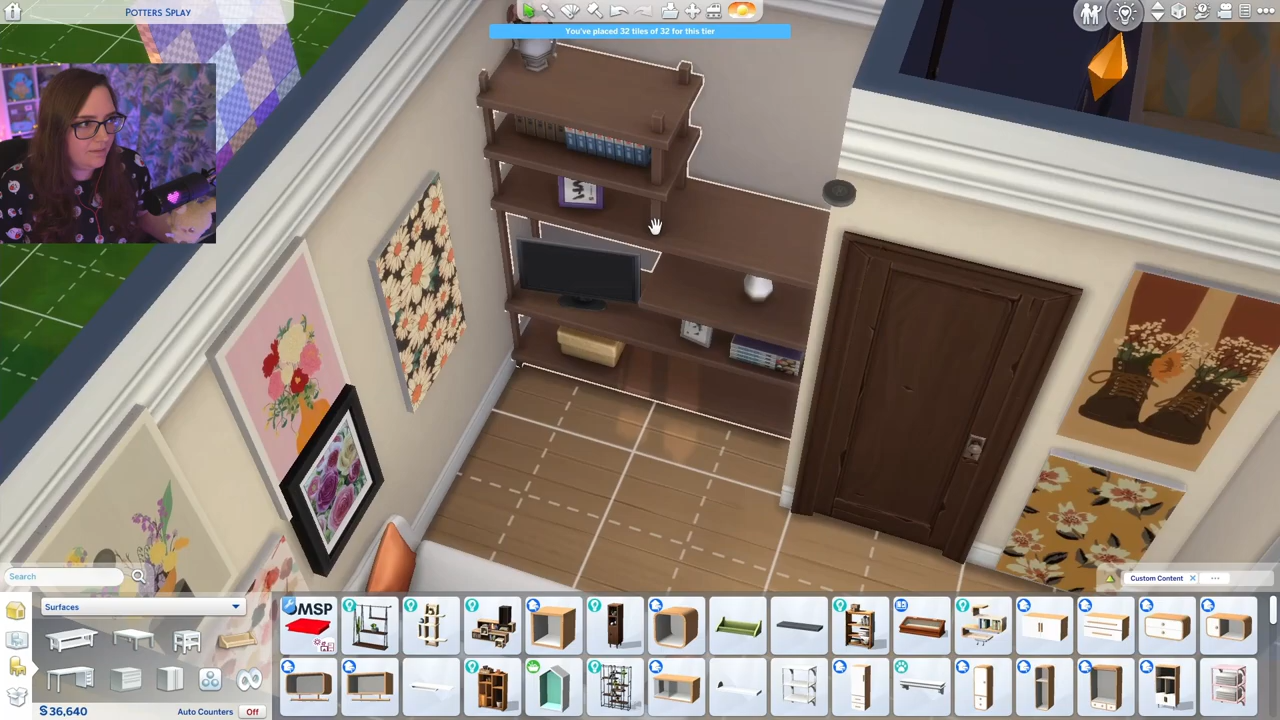 POTTERS SPLAY
You've placed 32 tiles of 32 for this tier
Search
Custom Content
Surfaces
MSP
§36,640
Auto Counters Off